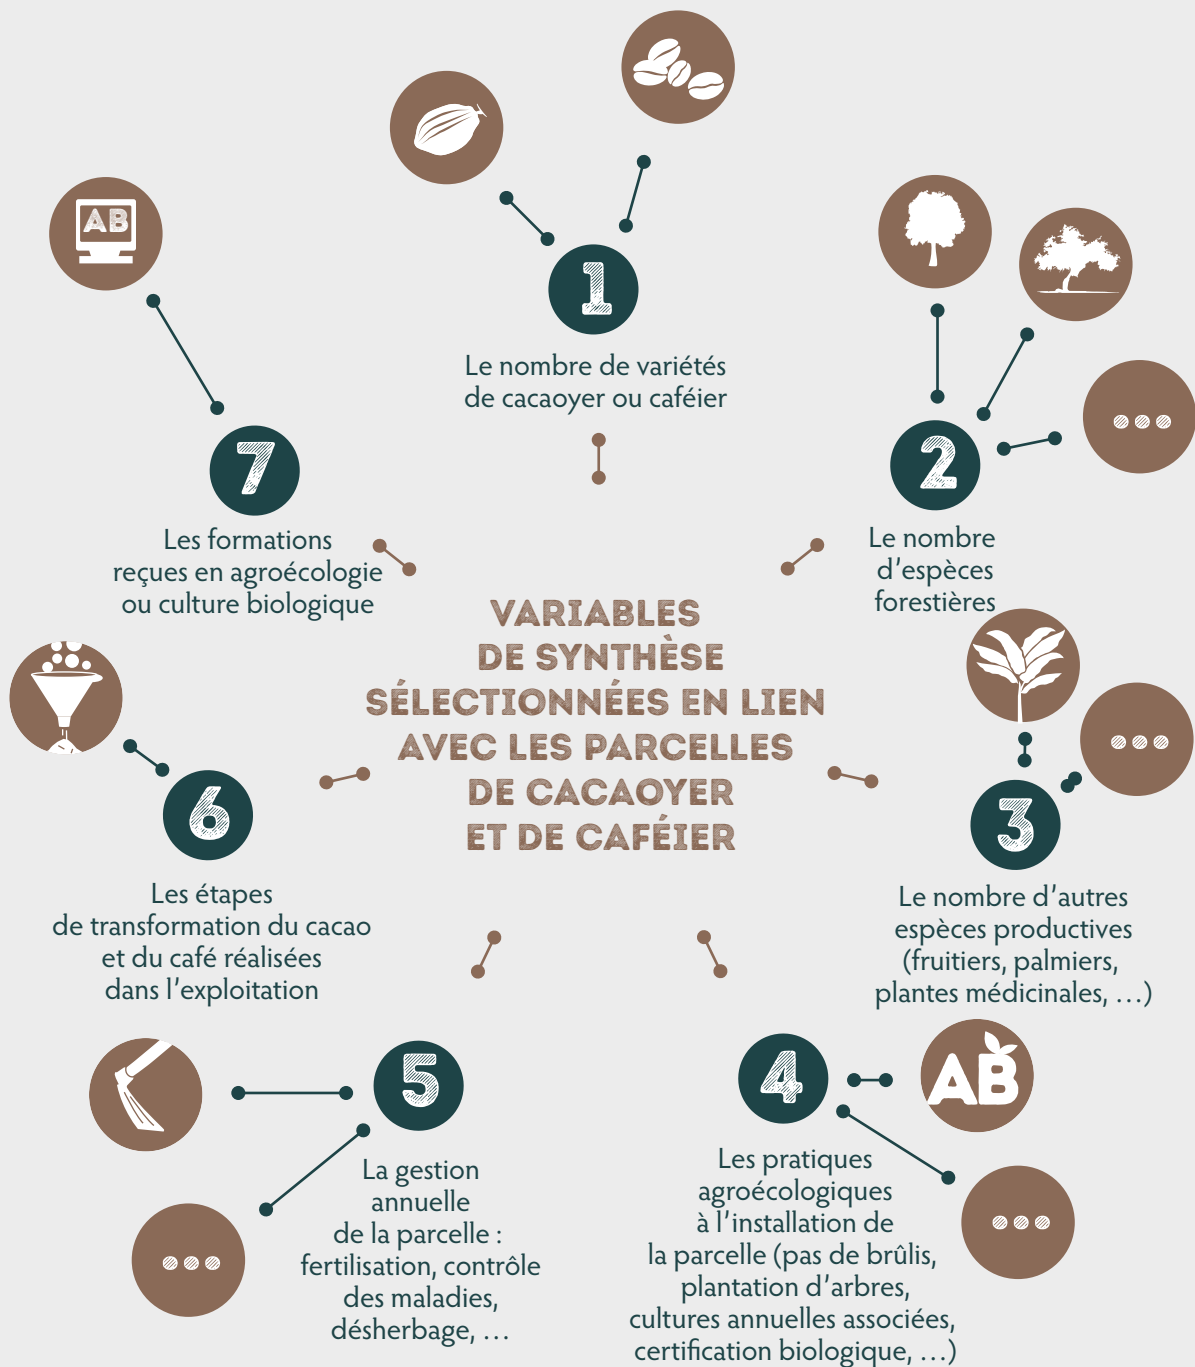 1
Le nombre de variétés
de cacaoyer ou caféier
2
Le nombre
d'espèces
forestières
3
Le nombre d'autres
espèces productives
(fruitiers, palmiers,
plantes médicinales, …)
AB
4
Les pratiques
agroécologiques
à l'installation de
la parcelle (pas de brûlis,
plantation d'arbres,
cultures annuelles associées,
certification biologique, …)
5
La gestion
annuelle
de la parcelle :
fertilisation, contrôle
des maladies,
désherbage, …
6
Les étapes
de transformation du cacao
et du café réalisées
dans l'exploitation
AB
7
Les formations
reçues en agroécologie
ou culture biologique
VARIABLES
DE SYNTHÈSE
SÉLECTIONNÉES EN LIEN
AVEC LES PARCELLES
DE CACAOYER
ET DE CAFÉIER